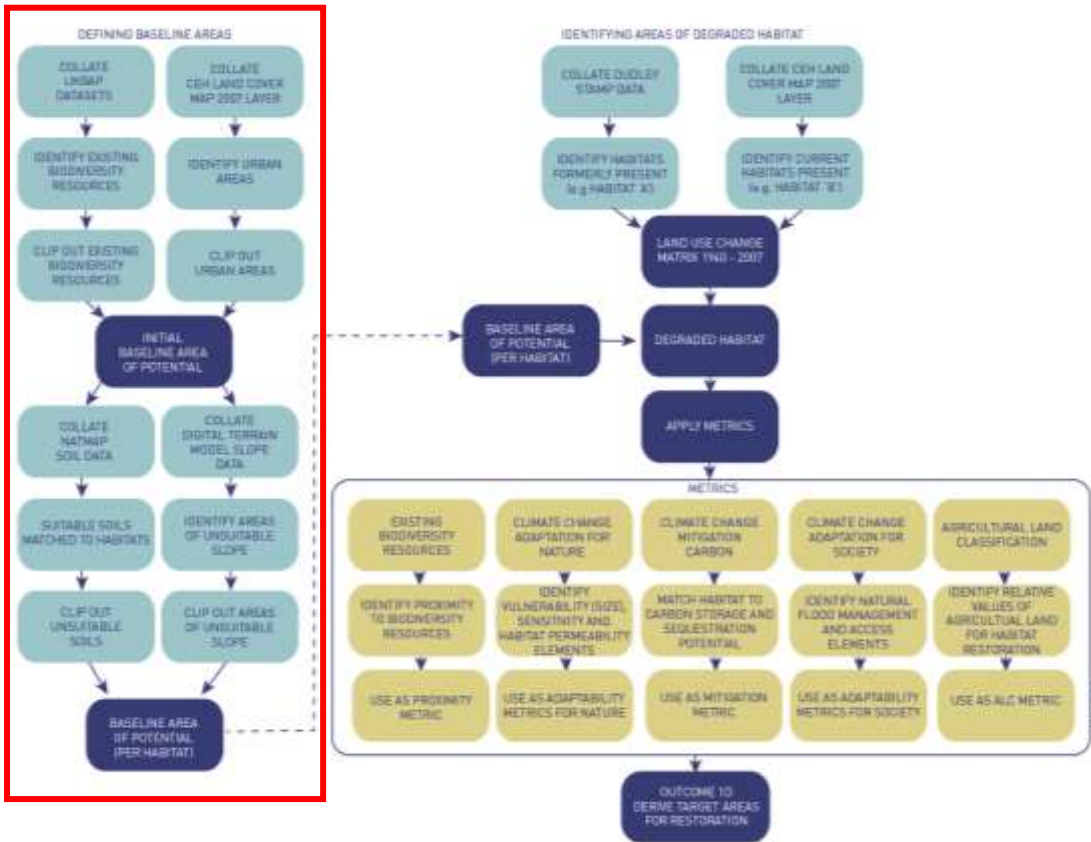 DEFINING BASELINE AREAS
COLLATE
UKBAP
DATASETS
COLLATE
CEH LAND COVER
MAP 2007 LAYER
IDENTIFY EXISTING
BIODIVERSITY
RESOURCES
IDENTIFY URBAN
AREAS
CLIP OUT EXISTING
BIODIVERSITY
RESOURCES
CLIP OUT
URBAN AREAS
INITIAL
BASELINE AREA
OF POTENTIAL
COLLATE
NATMAP
SOIL DATA
COLLATE
DIGITAL TERRAIN
MODEL SLOPE
DATA
SUITABLE SOILS
MATCHED TO HABITATS
IDENTIFY AREAS
OF UNSUITABLE
SLOPE
CLIP OUT
UNSUITABLE
SOILS
CLIP OUT AREAS
OF UNSUITABLE
SLOPE
BASELINE AREA
OF POTENTIAL
(PER HABITAT)
IDENTIFYING AREAS OF DEGRADED HABITAT
COLLATE DUDLEY
STAMP DATA
COLLATE CEH LAND
COVER MAP 2007
LAYER
IDENTIFY HABITATS
FORMERLY PRESENT
(e.g HABITAT 'A')
IDENTIFY CURRENT
HABITATS PRESENT
(e.g. HABITAT 'B')
LAND USE CHANGE
MATRIX 1940 - 2007
BASELINE AREA
OF POTENTIAL
(PER HABITAT)
DEGRADED HABITAT
APPLY METRICS
METRICS
EXISTING
BIODIVERSITY
RESOURCES
CLIMATE CHANGE
ADAPTATION FOR
NATURE
CLIMATE CHANGE
MITIGATION
CARBON
CLIMATE CHANGE
ADAPTATION FOR
SOCIETY
AGRICULTURAL LAND
CLASSIFICATION
IDENTIFY PROXIMITY
TO BIODIVERSITY
RESOURCES
IDENTIFY
VULNERABILITY (SIZE),
SENSITIVITY AND
HABITAT PERMEABILITY
ELEMENTS
MATCH HABITAT TO
CARBON STORAGE AND
SEQUESTRATION
POTENTIAL
IDENTIFY NATURAL
FLOOD MANAGEMENT
AND ACCESS
ELEMENTS
IDENTIFY RELATIVE
VALUES OF
AGRICULTURAL LAND
FOR HABITAT
RESTORATION
USE AS PROXIMITY
METRIC
USE AS ADAPTABILITY
METRICS FOR NATURE
USE AS MITIGATION
METRIC
USE AS ADAPTABILITY
METRICS FOR SOCIETY
USE AS ALC METRIC
OUTCOME TO
DERIVE TARGET AREAS
FOR RESTORATION